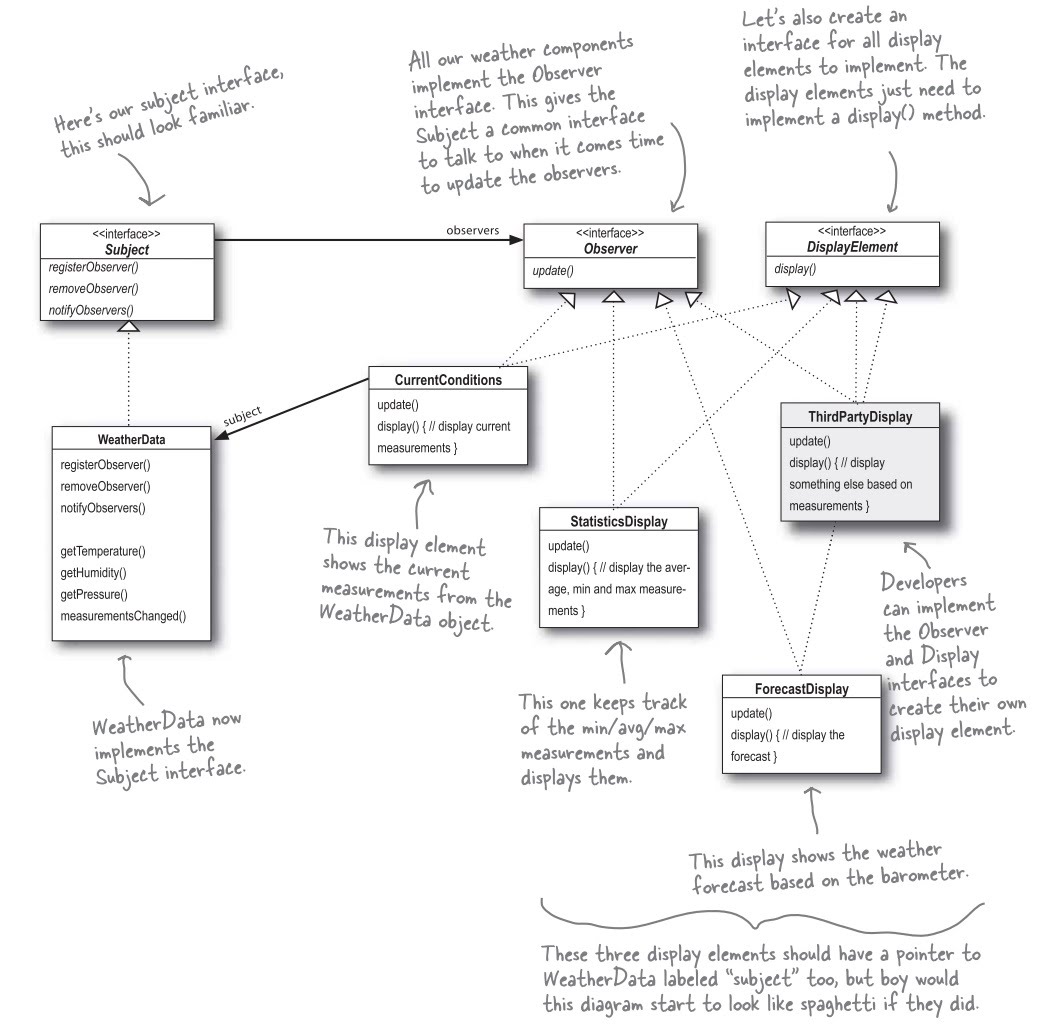 Here's our subject interface,
this should look familiar.
All our weather components
implement the Observer
interface. This gives the
Subject a common interface
to talk to when it comes time
to update the observers.
Let's also create an
interface for all display
elements to implement. The
display elements just need to
implement a display() method.
<<interface>>
Subject
registerObserver()
removeObserver()
notifyObservers()
observers
<<interface>>
Observer
update()
<<interface>>
DisplayElement
display()
subject
CurrentConditions
update()
display() { // display current
measurements }
WeatherData
registerObserver()
removeObserver()
notifyObservers()
getTemperature()
getHumidity()
getPressure()
measurementsChanged()
ThirdPartyDisplay
update()
display() { // display
something else based on
measurements }
StatisticsDisplay
update()
display() { // display the aver-
age, min and max measure-
ments }
This display element
shows the current
measurements from the
WeatherData object.
Developers
can implement
the Observer
and Display
interfaces to
create their own
display element.
ForecastDisplay
update()
display() { // display the
forecast }
WeatherData now
implements the
Subject interface.
This one keeps track
of the min/avg/max
measurements and
displays them.
This display shows the weather
forecast based on the barometer.
These three display elements should have a pointer to
WeatherData labeled “subject” too, but boy would
this diagram start to look like spaghetti if they did.